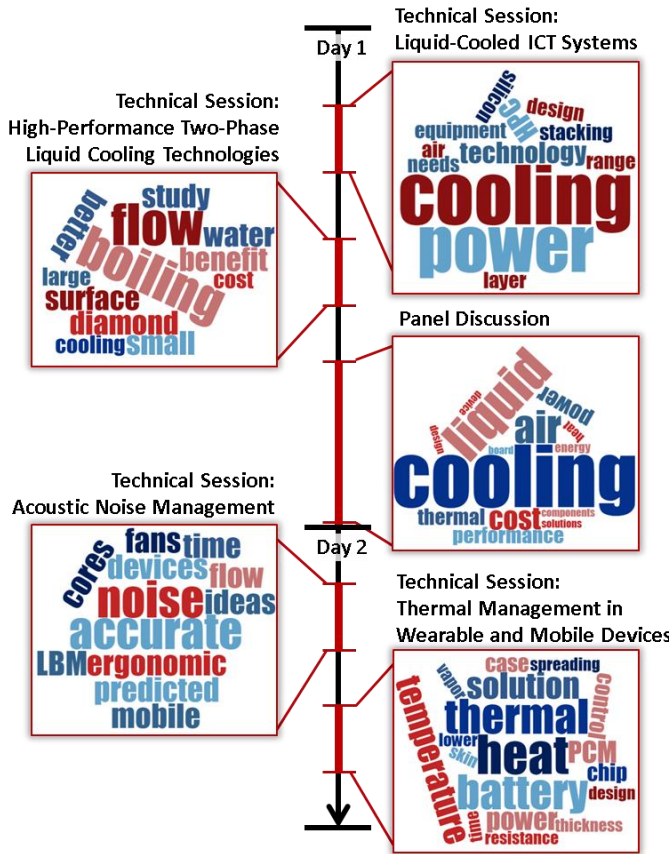 Technical Session:
Liquid-Cooled ICT Systems
Day 1
silicon
HPC
design
equipment
stacking
air
technology
range
needs
cooling
power
layer
Technical Session:
High-Performance Two-Phase
Liquid Cooling Technologies
better
study
flow
water
boiling
benefit
large
cost
surface
diamond
cooling
small
Panel Discussion
liquid
device
design
power
air
heat
board
energy
cooling
thermal
cost
components
solutions
performance
Technical Session:
Acoustic Noise Management
Day 2
cores
fans
time
devices
flow
noise
ideas
accurate
LBM
ergonomic
predicted
mobile
Technical Session:
Thermal Management in
Wearable and Mobile Devices
case
spreading
vapor
solution
control
temperature
thermal
lower
heat
PCM
skin
chip
battery
design
time
power
thickness
resistance